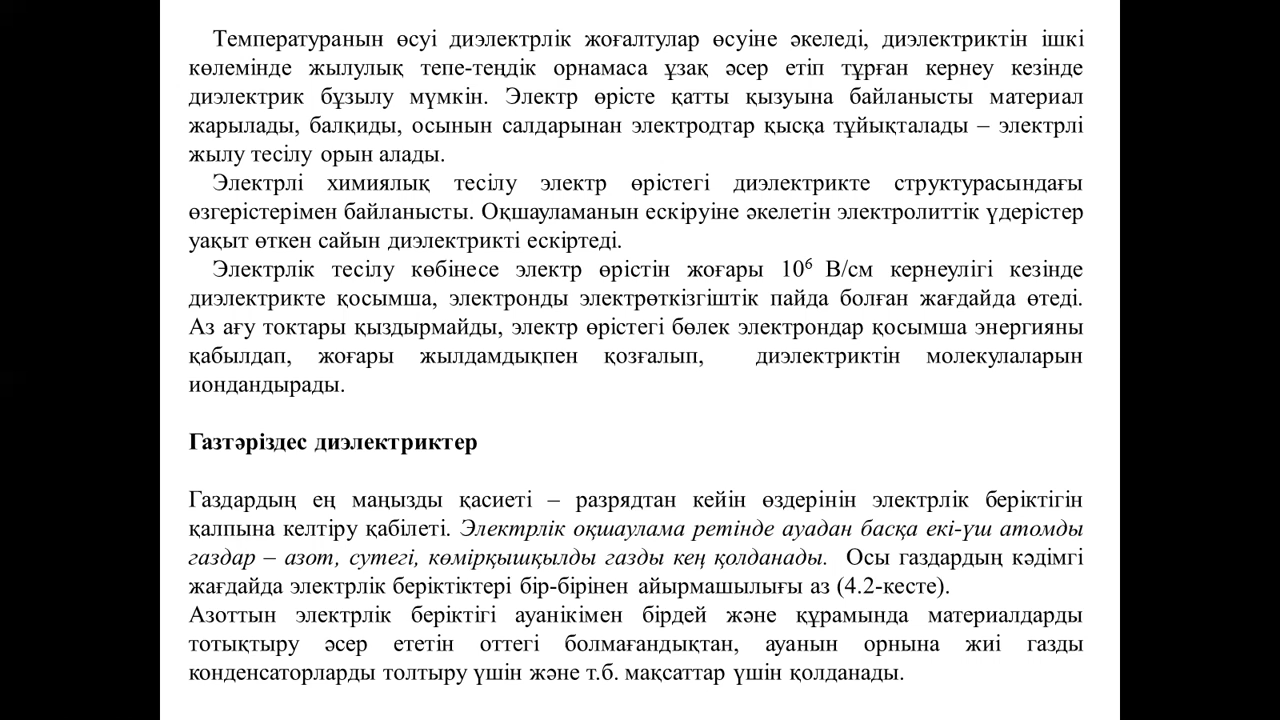 Температуранын өсуі диэлектрлік жоғалтулар өсуіне әкеледі, диэлектриктін ішкі
көлемінде жылулық тепе-теңдік орнамаса ұзақ әсер етіп тұрған кернеу кезінде
диэлектрик бұзылу мүмкін. Электр өрісте қатты қызуына байланысты материал
жарылады, балқиды, осынын салдарынан электродтар қысқа тұйықталады – электрлі
жылу тесілу орын алады.
Электрлі химиялық тесілу электр өрістегі диэлектрикте структурасындағы
өзгерістерімен байланысты. Оқшауламанын ескіруіне әкелетін электролиттік үдерістер
уақыт өткен сайын диэлектрикті ескіртеді.
Электрлік тесілу көбінесе электр өрістін жоғары 10⁶ В/см кернеулігі кезінде
диэлектрикте қосымша, электронды электрөткізгіштік пайда болған жағдайда өтеді.
Аз ағу токтары қыздырмайды, электр өрістегі бөлек электрондар қосымша энергияны
қабылдап, жоғары жылдамдықпен қозғалып, диэлектриктін молекулаларын
иондандырады.
Газтәріздес диэлектриктер
Газдардың ең маңызды қасиеті – разрядтан кейін өздерінін электрлік беріктігін
қалпына келтіру қабілеті. Электрлік оқшаулама ретінде ауадан басқа екі-үш атомды
газдар – азот, сутегі, көмірқышқылды газды кең қолданады. Осы газдардың кәдімгі
жағдайда электрлік беріктіктері бір-бірінен айырмашылығы аз (4.2-кесте).
Азоттын электрлік беріктігі ауанікімен бірдей және құрамында материалдарды
тотықтыру әсер ететін оттегі болмағандықтан, ауанын орнына жиі газды
конденсаторларды толтыру үшін және т.б. мақсаттар үшін қолданады.